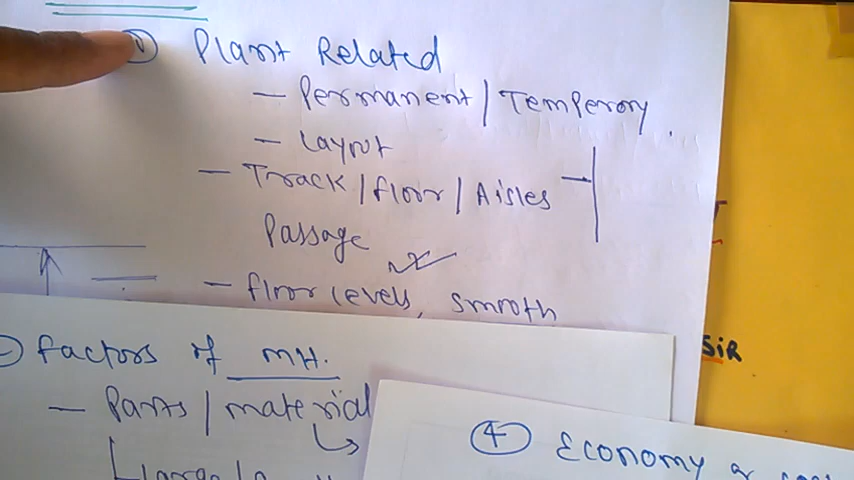 Plant Related
- Permanent / Temperory
- Layout
- Track / floor / Aisles
Passage
- floor levels, smooth
factors of MH.
- Parts / material
SIR
④ Economy or